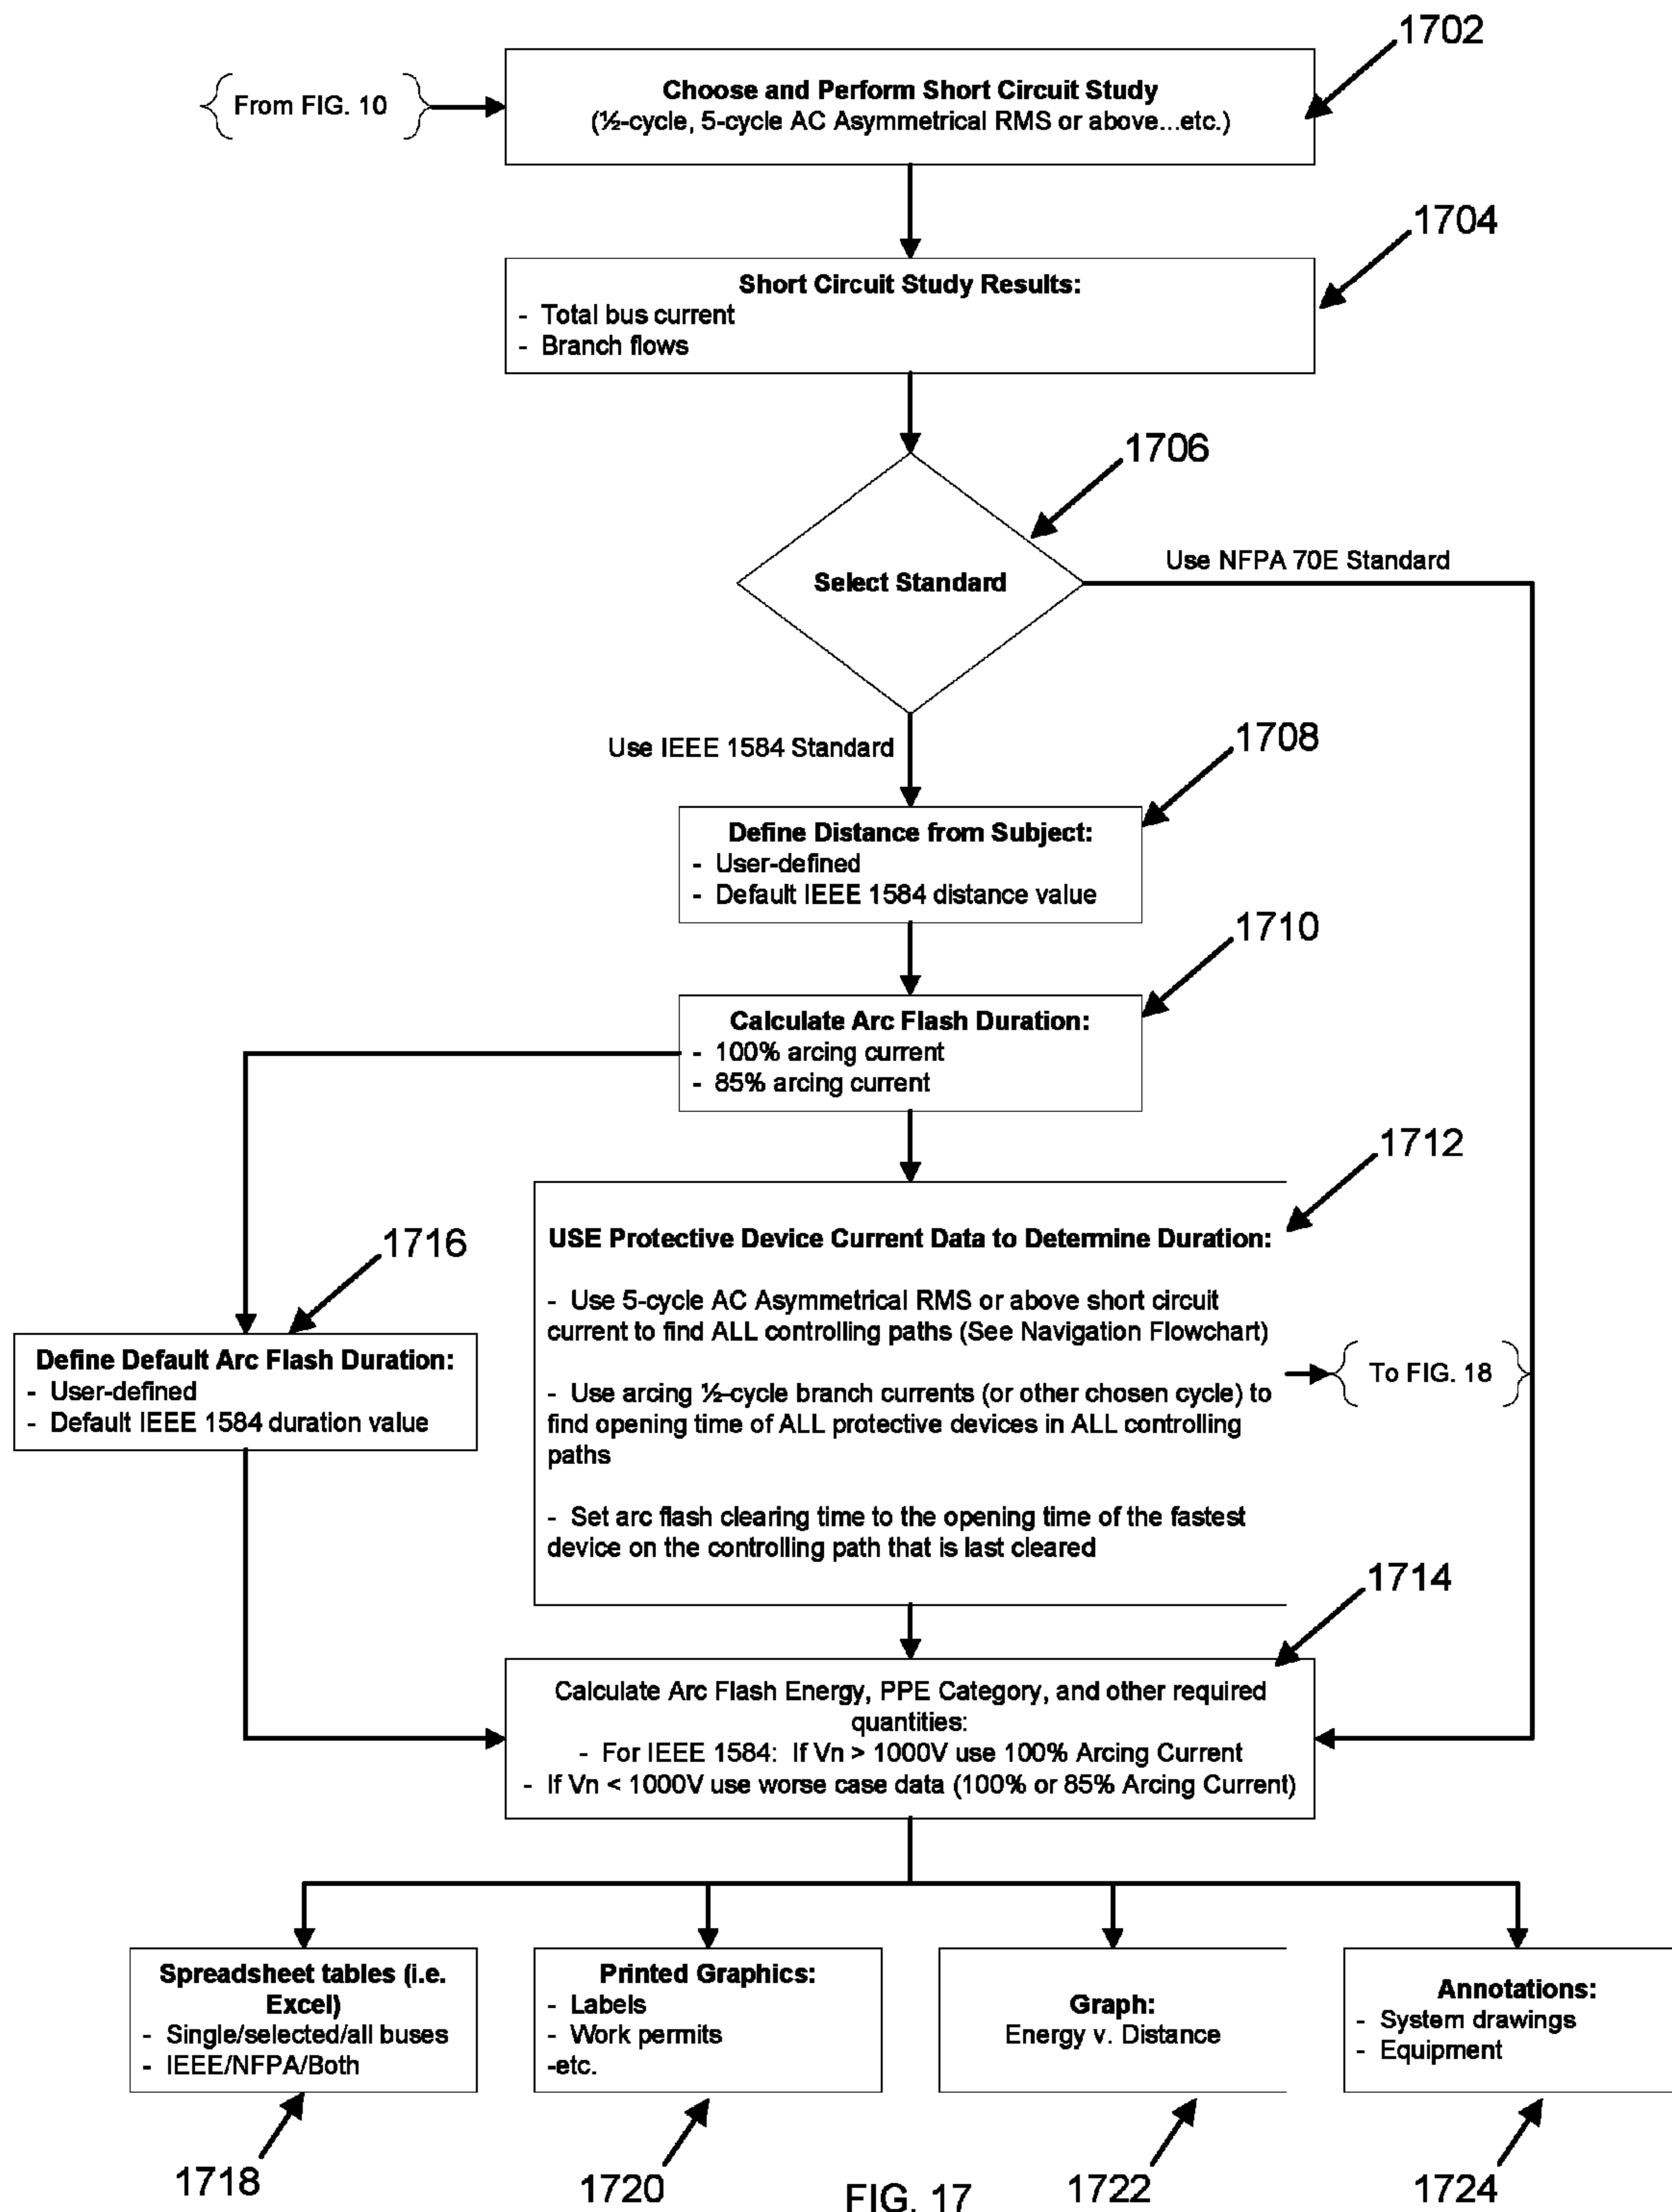 1702
From FIG. 10
Choose and Perform Short Circuit Study
(½-cycle, 5-cycle AC Asymmetrical RMS or above...etc.)
1704
Short Circuit Study Results:
- Total bus current
- Branch flows
1706
Select Standard
Use NFPA 70E Standard
Use IEEE 1584 Standard
1708
Define Distance from Subject:
- User-defined
- Default IEEE 1584 distance value
1710
Calculate Arc Flash Duration:
- 100% arcing current
- 85% arcing current
1712
USE Protective Device Current Data to Determine Duration:
- Use 5-cycle AC Asymmetrical RMS or above short circuit
current to find ALL controlling paths (See Navigation Flowchart)
- Use arcing ½-cycle branch currents (or other chosen cycle) to
find opening time of ALL protective devices in ALL controlling
paths
- Set arc flash clearing time to the opening time of the fastest
device on the controlling path that is last cleared
To FIG. 18
1716
Define Default Arc Flash Duration:
- User-defined
- Default IEEE 1584 duration value
1714
Calculate Arc Flash Energy, PPE Category, and other required
quantities:
- For IEEE 1584: If Vn > 1000V use 100% Arcing Current
- If Vn < 1000V use worse case data (100% or 85% Arcing Current)
Spreadsheet tables (i.e.
Excel)
- Single/selected/all buses
- IEEE/NFPA/Both
Printed Graphics:
- Labels
- Work permits
-etc.
Graph:
Energy v. Distance
Annotations:
- System drawings
- Equipment
1718
1720
1722
1724
FIG. 17